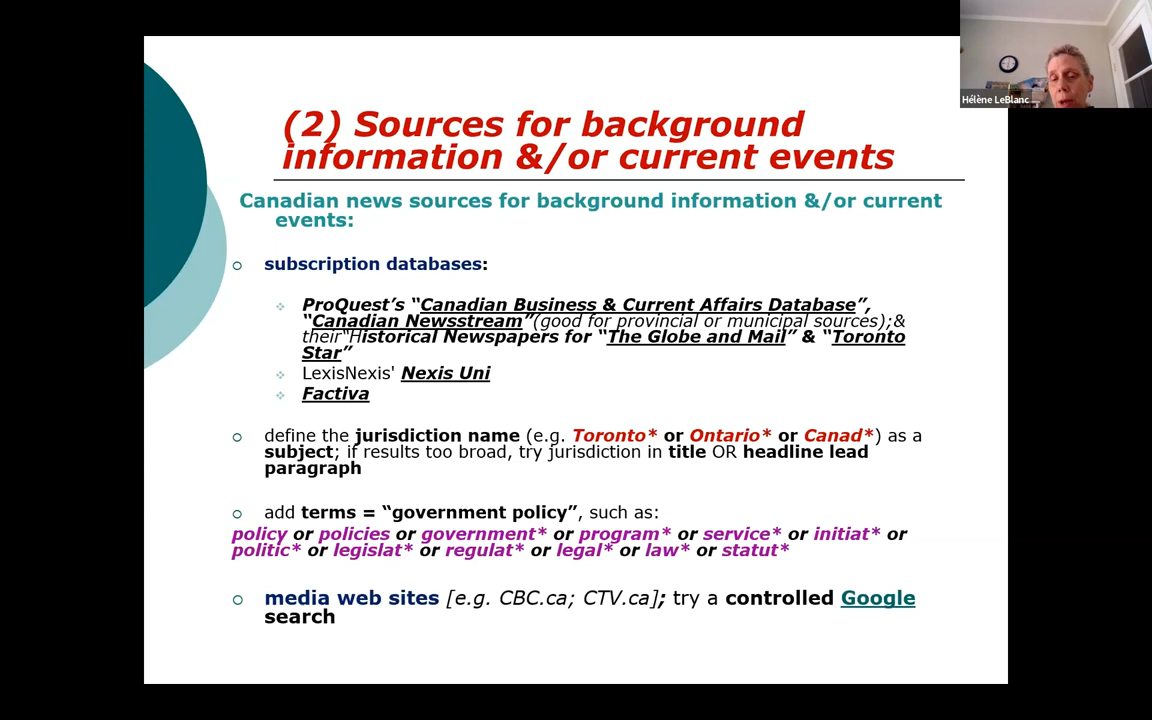 Hélène LeBlanc
(2) Sources for background
information &/or current events
Canadian news sources for background information &/or current
events:
subscription databases:
ProQuest’s “Canadian Business & Current Affairs Database”,
“Canadian Newsstream”(good for provincial or municipal sources);&
their“Historical Newspapers for “The Globe and Mail” & “Toronto
Star”
LexisNexis' Nexis Uni
Factiva
define the jurisdiction name (e.g. Toronto* or Ontario* or Canad*) as a
subject; if results too broad, try jurisdiction in title OR headline lead
paragraph
add terms = “government policy”, such as:
policy or policies or government* or program* or service* or initiat* or
politic* or legislat* or regulat* or legal* or law* or statut*
media web sites [e.g. CBC.ca; CTV.ca]; try a controlled Google
search